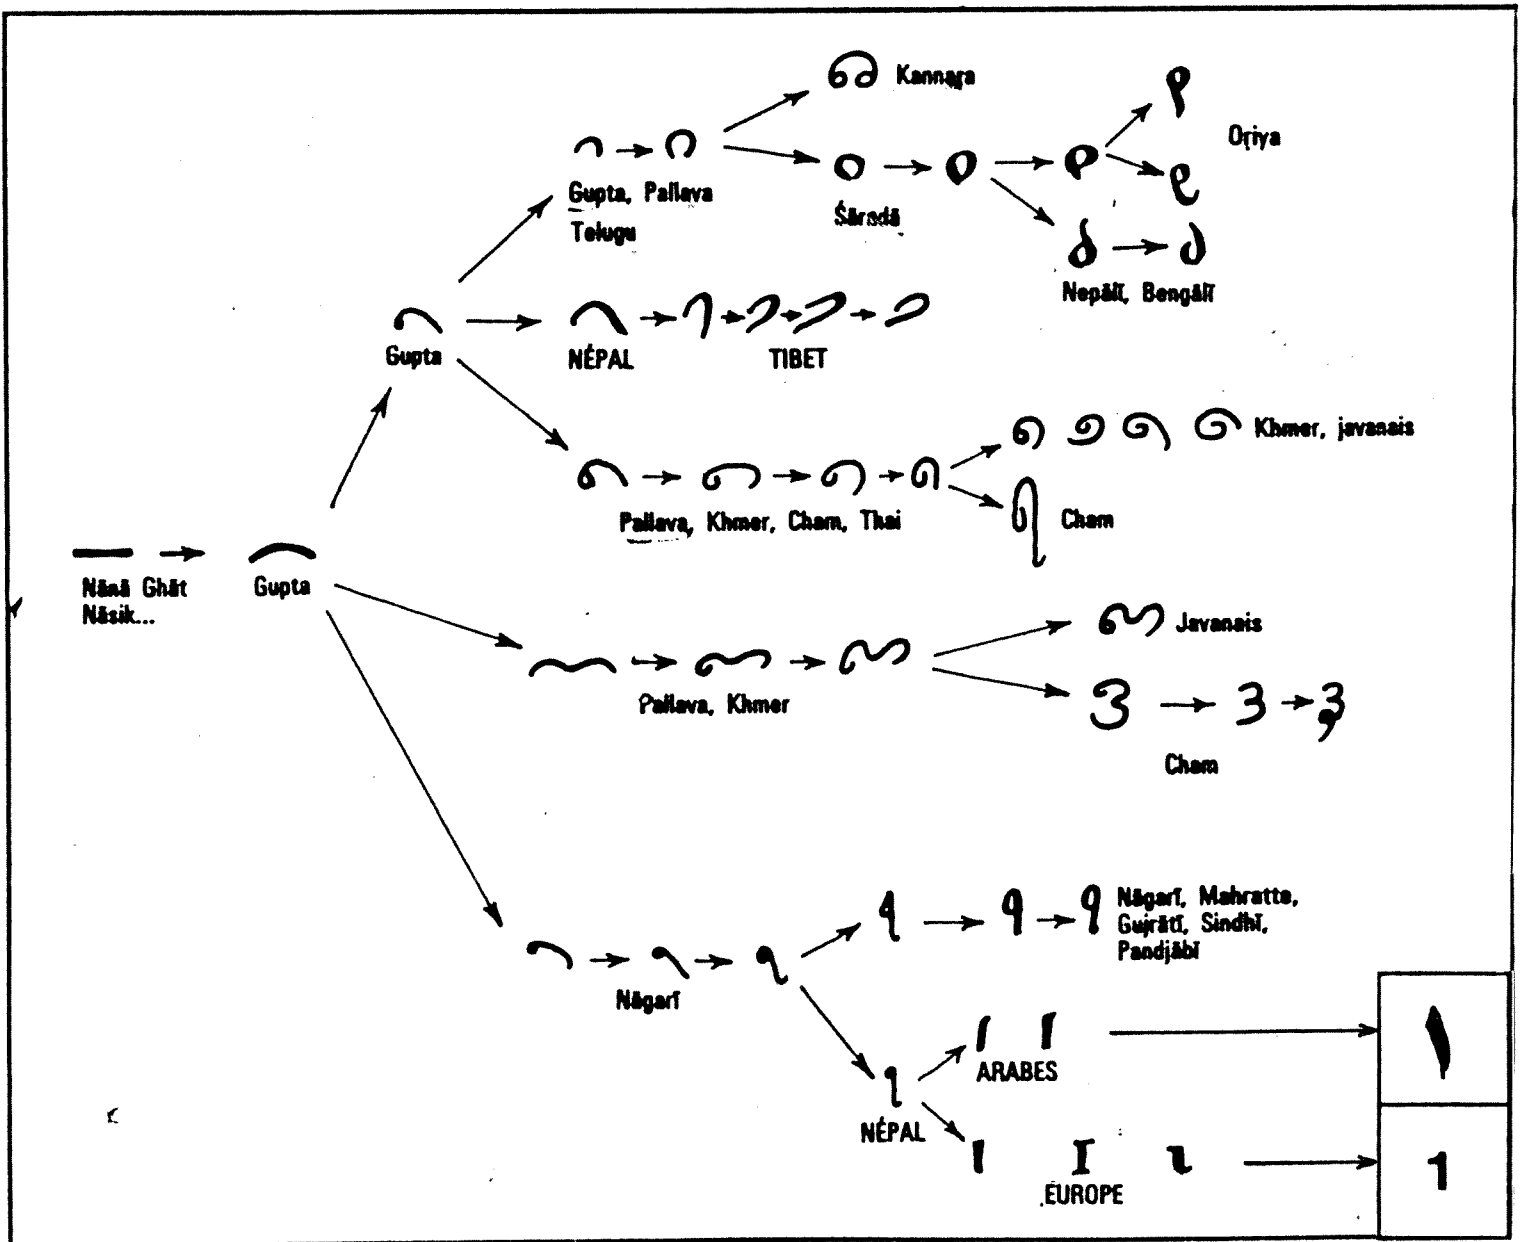 Kannaṛa
Oṛiya
Gupta, Pallava
Telugu
Śāradā
Nepālī, Bengālī
Gupta
NÉPAL
TIBET
Khmer, javanais
Pallava, Khmer, Cham, Thai
Cham
Nānā Ghāt
Nāsik...
Gupta
Javanais
Pallava, Khmer
Cham
Nāgarī, Mahratte,
Gujrātī, Sindhī,
Pandjābī
Nāgarī
ARABES
NÉPAL
EUROPE
1